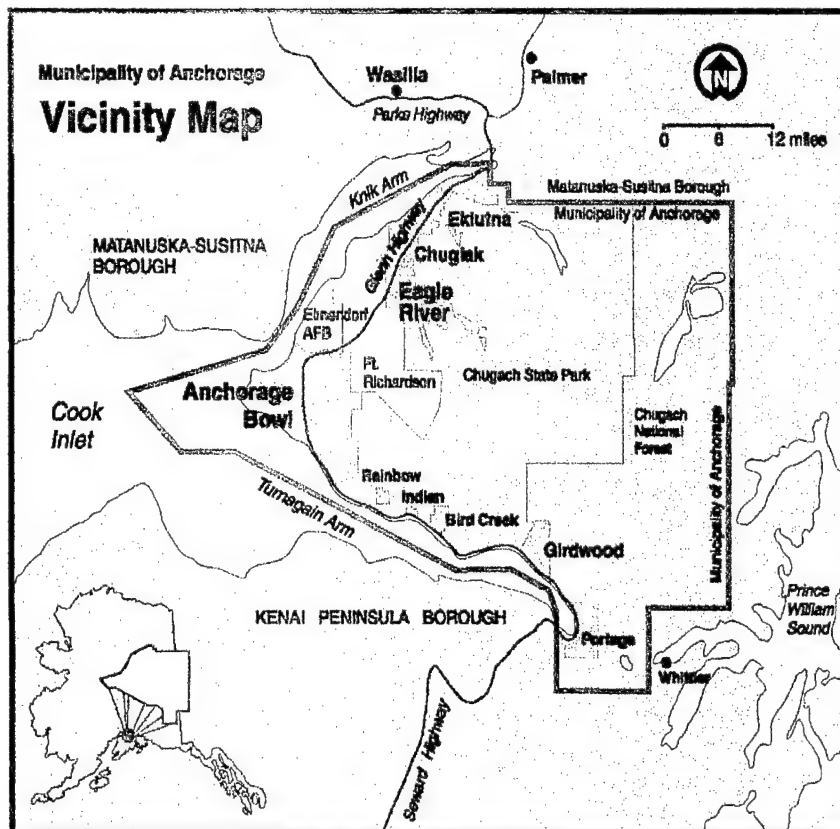 Municipality of Anchorage
Vicinity Map
Wasilla
Palmer
Parks Highway
N
0 6 12 miles
Knik Arm
Matanuska-Susitna Borough
Municipality of Anchorage
Eklutna
MATANUSKA-SUSITNA
BOROUGH
Glenn Highway
Chugiak
Eagle
River
Elmendorf
AFB
Ft.
Richardson
Chugach State Park
Anchorage
Bowl
Cook
Inlet
Chugach
National
Forest
Municipality of Anchorage
Rainbow
Indian
Bird Creek
Turnagain Arm
Girdwood
Prince
William
Sound
KENAI PENINSULA BOROUGH
Portage
Whittier
Seward Highway